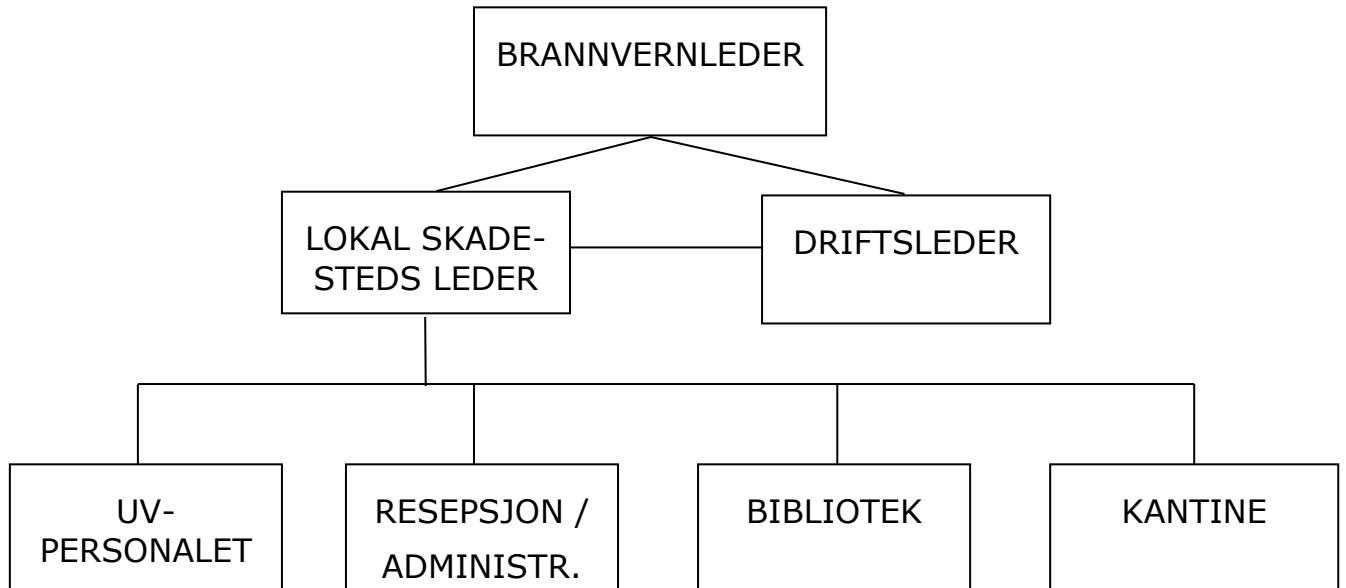 BRANNVERNLEDER
LOKAL SKADE-
STEDS LEDER
DRIFTSLEDER
UV-
PERSONALET
RESEPSJON /
ADMINISTR.
BIBLIOTEK
KANTINE